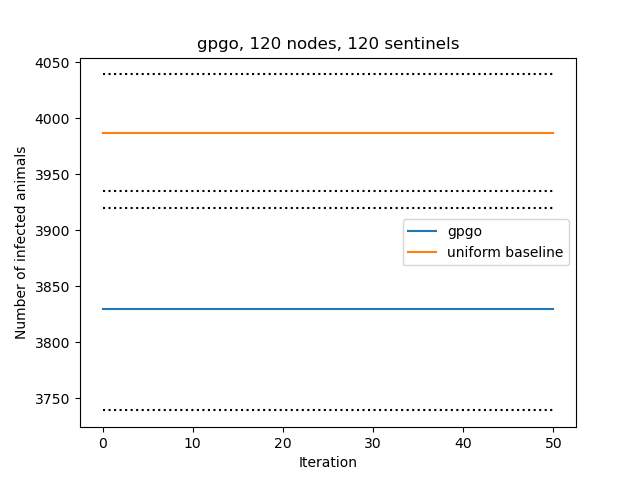 gpgo, 120 nodes, 120 sentinels
4050
4000
3950
3900
3850
3800
3750
Number of infected animals
gpgo
uniform baseline
0 10 20 30 40 50
Iteration